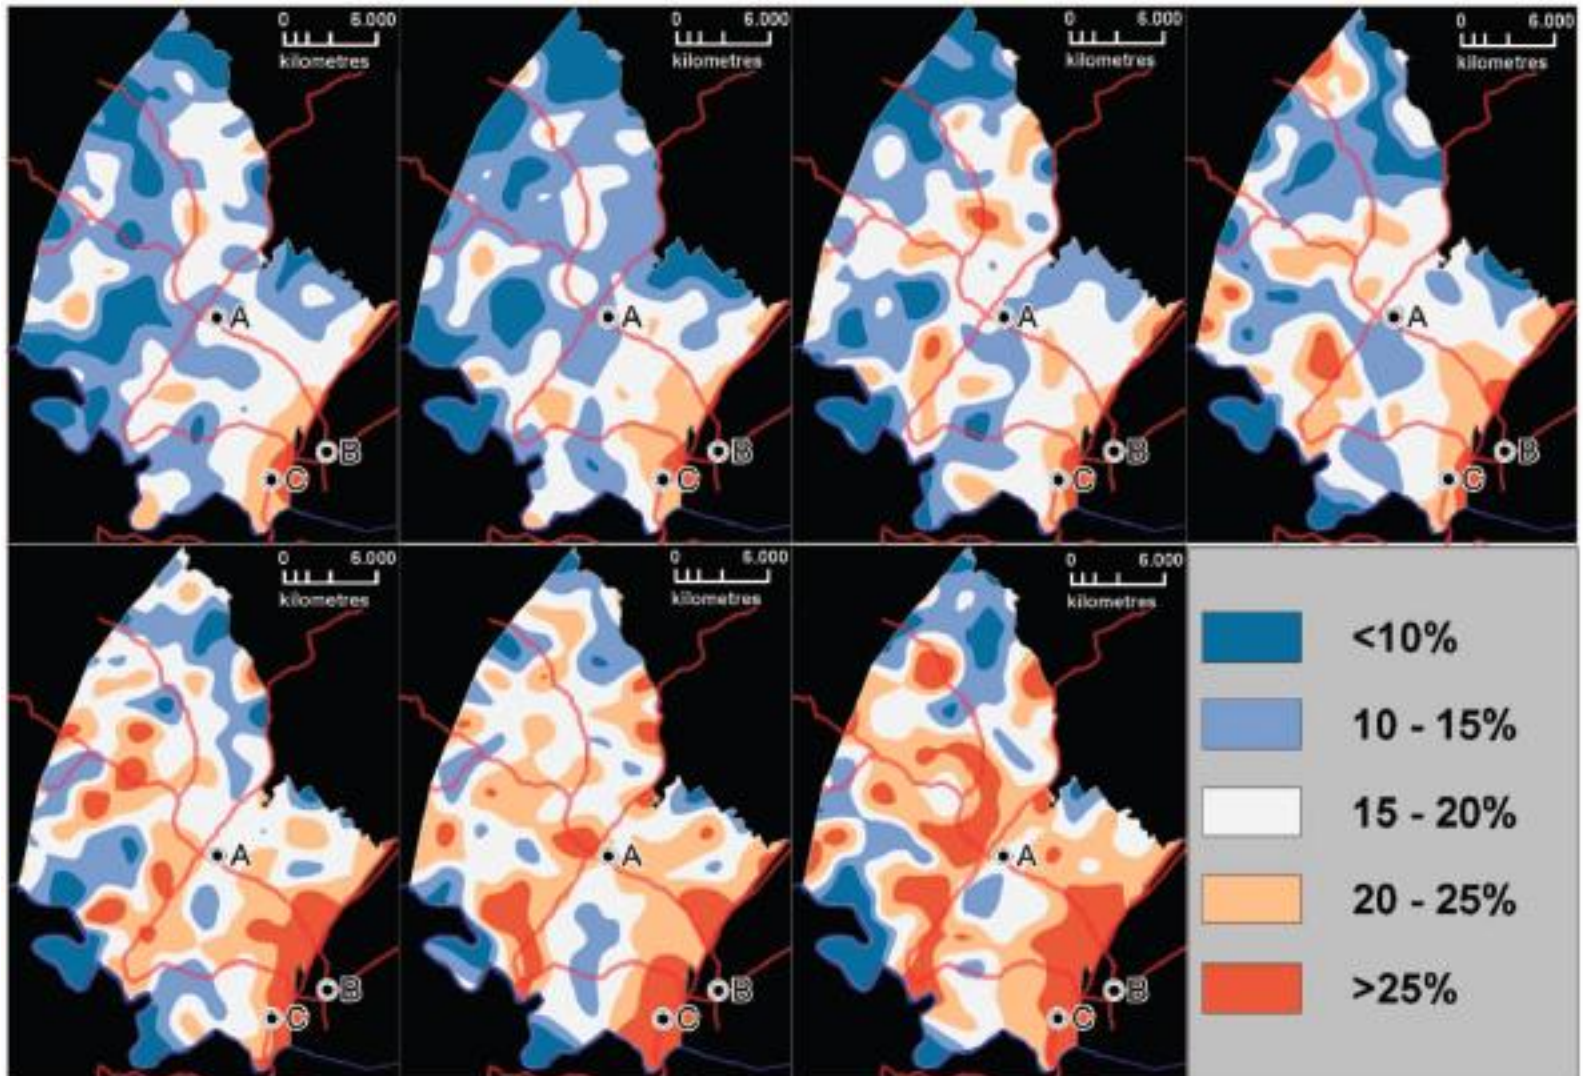 0 6.000
kilometres
A
B
C
0 6.000
kilometres
A
B
C
0 6.000
kilometres
A
B
C
0 6.000
kilometres
A
B
C
0 6.000
kilometres
A
B
C
0 6.000
kilometres
A
B
C
0 6.000
kilometres
A
B
C
<10%
10 - 15%
15 - 20%
20 - 25%
>25%